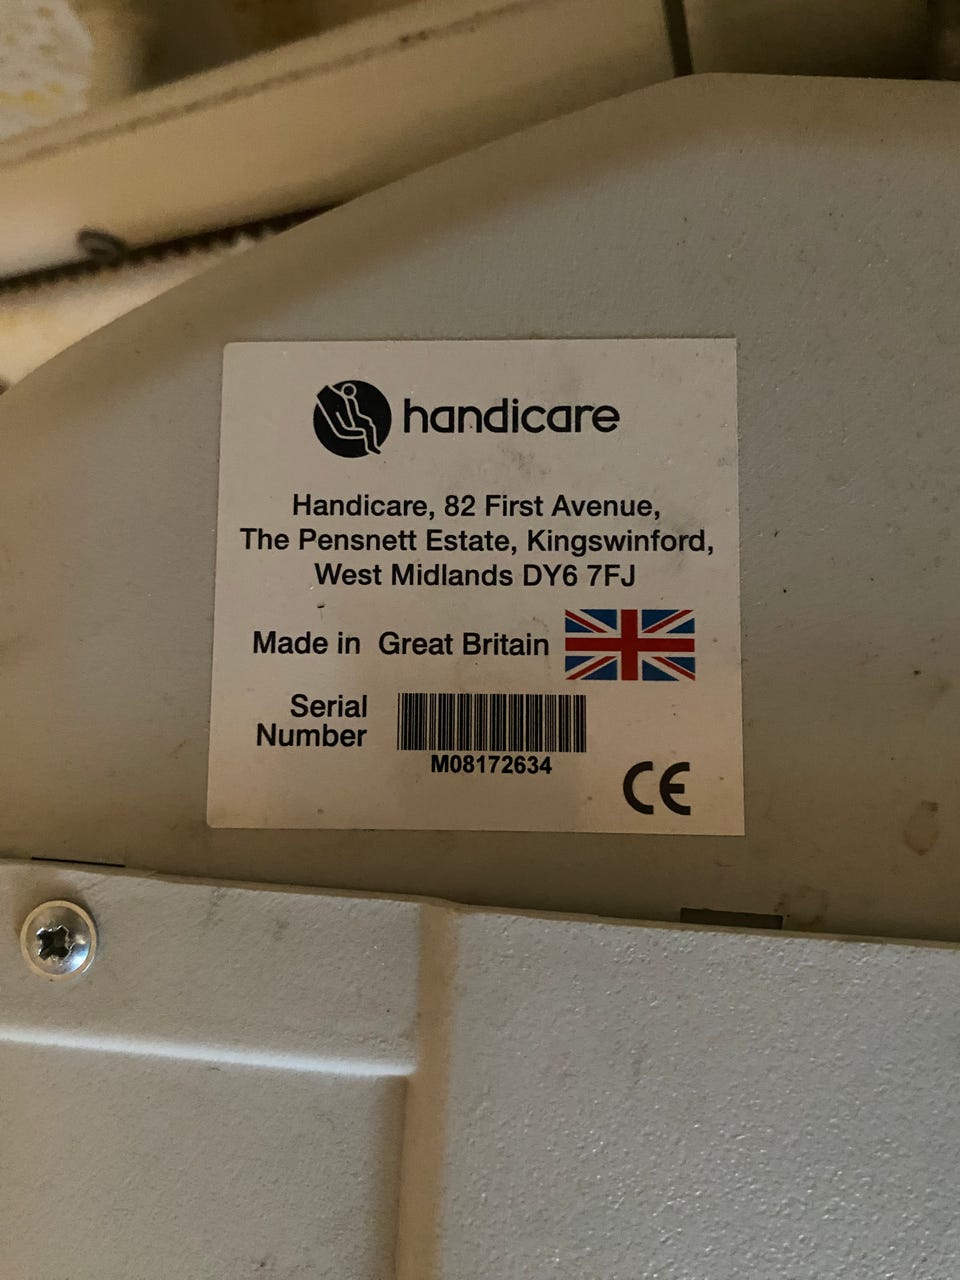 handicare
Handicare, 82 First Avenue,
The Pensnett Estate, Kingswinford,
West Midlands DY6 7FJ
Made in Great Britain
Serial
Number
M08172634
CE